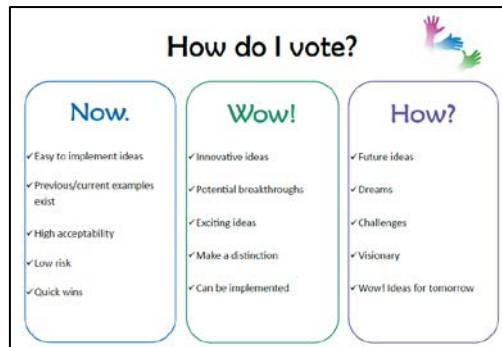 How do I vote?
Now.
✓Easy to implement ideas
✓Previous/current examples
exist
✓High acceptability
✓Low risk
✓Quick wins
Wow!
✓Innovative ideas
✓Potential breakthroughs
✓Exciting ideas
✓Make a distinction
✓Can be implemented
How?
✓Future ideas
✓Dreams
✓Challenges
✓Visionary
✓Wow! Ideas for tomorrow